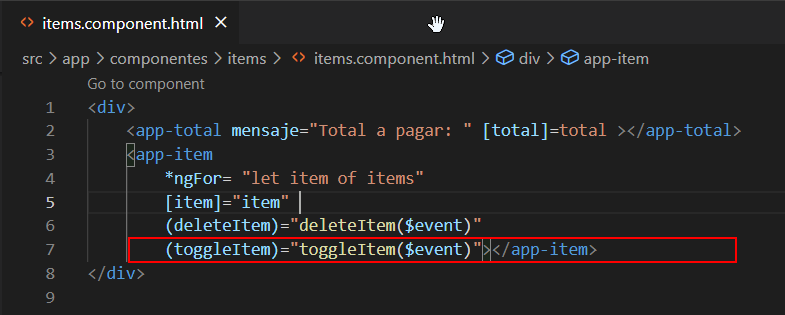 <> items.component.html ×
src > app > componentes > items > <> items.component.html > div > app-item
Go to component
1 <div>
2 <app-total mensaje="Total a pagar: " [total]=total ></app-total>
3 <app-item
4 *ngFor= "let item of items"
5 [item]="item"
6 (deleteItem)="deleteItem($event)"
7 (toggleItem)="toggleItem($event)"></app-item>
8 </div>
9